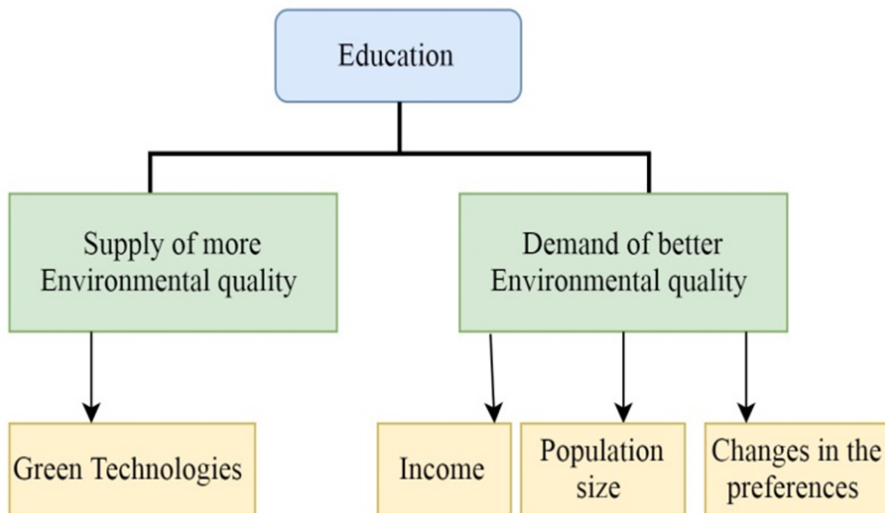 Education
Supply of more
Environmental quality
Demand of better
Environmental quality
Green Technologies
Income
Population
size
Changes in the
preferences